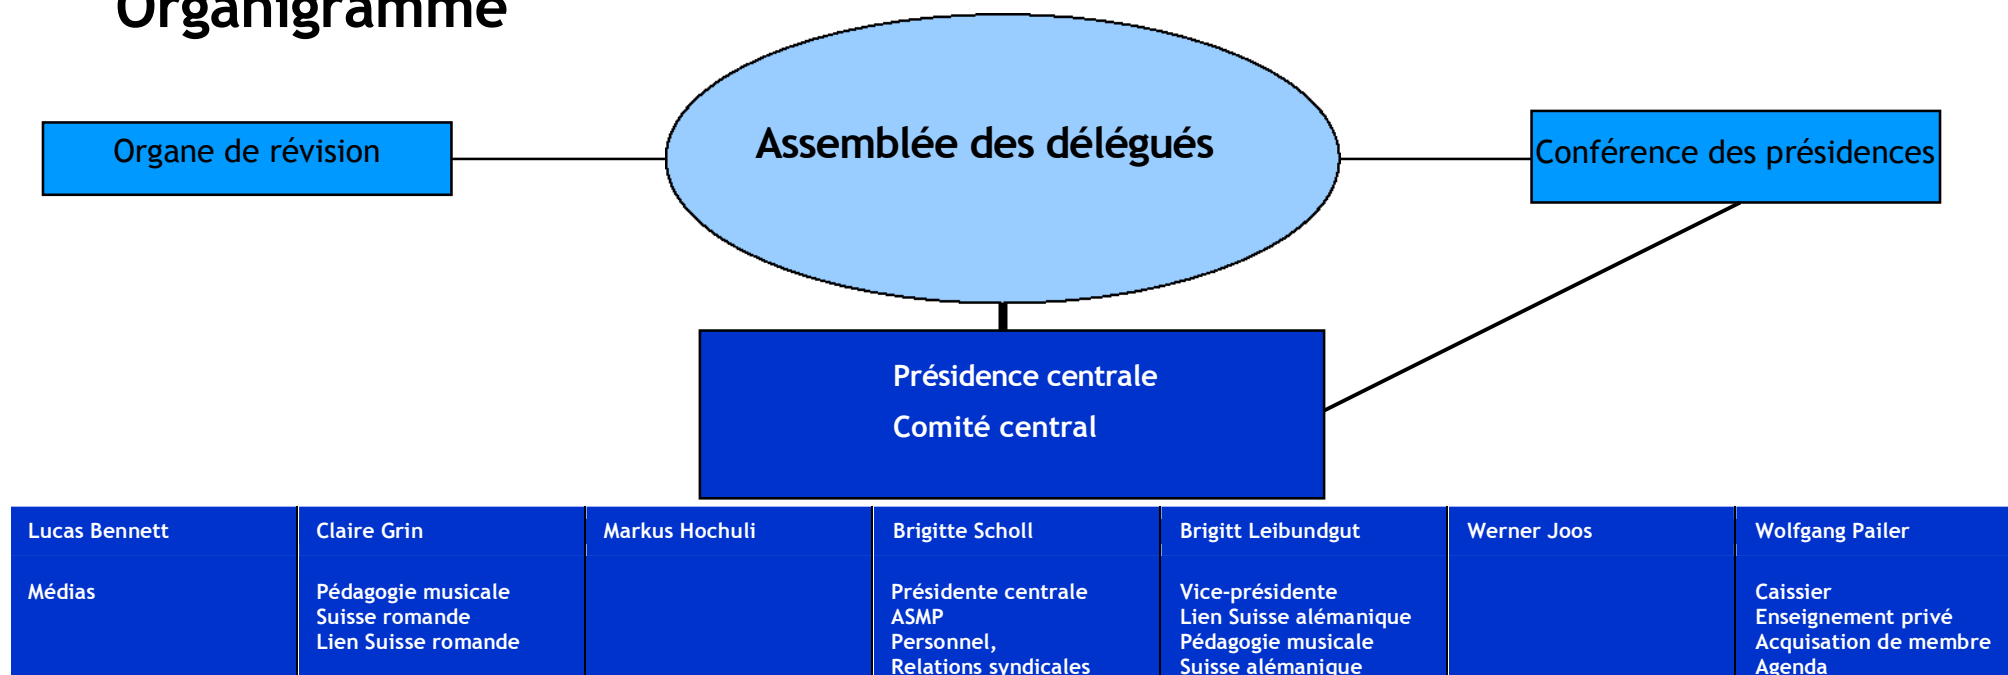 Organigramme
Organe de révision
Assemblée des délégués
Conférence des présidences
Présidence centrale
Comité central
Lucas Bennett
Médias
Claire Grin
Pédagogie musicale
Suisse romande
Lien Suisse romande
Markus Hochuli
Brigitte Scholl
Présidente centrale
ASMP
Personnel,
Relations syndicales
Brigitt Leibundgut
Vice-présidente
Lien Suisse alémanique
Pédagogie musicale
Suisse alémanique
Werner Joos
Wolfgang Pailer
Caissier
Enseignement privé
Acquisation de membre
Agenda